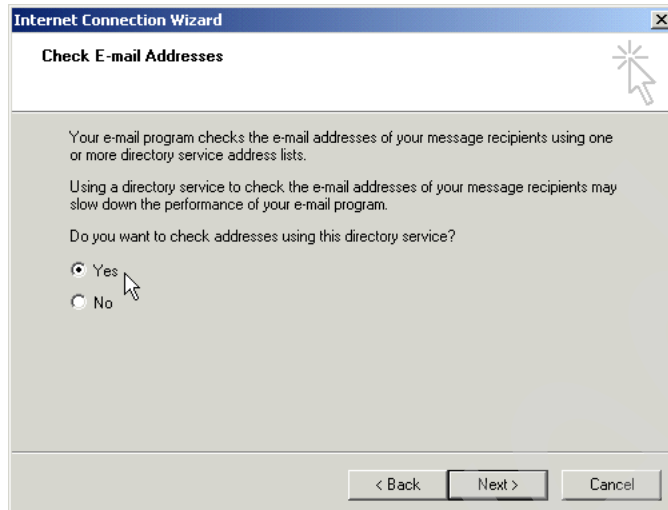 Internet Connection Wizard
Check E-mail Addresses
Your e-mail program checks the e-mail addresses of your message recipients using one
or more directory service address lists.
Using a directory service to check the e-mail addresses of your message recipients may
slow down the performance of your e-mail program.
Do you want to check addresses using this directory service?
Yes
No
< Back
Next >
Cancel